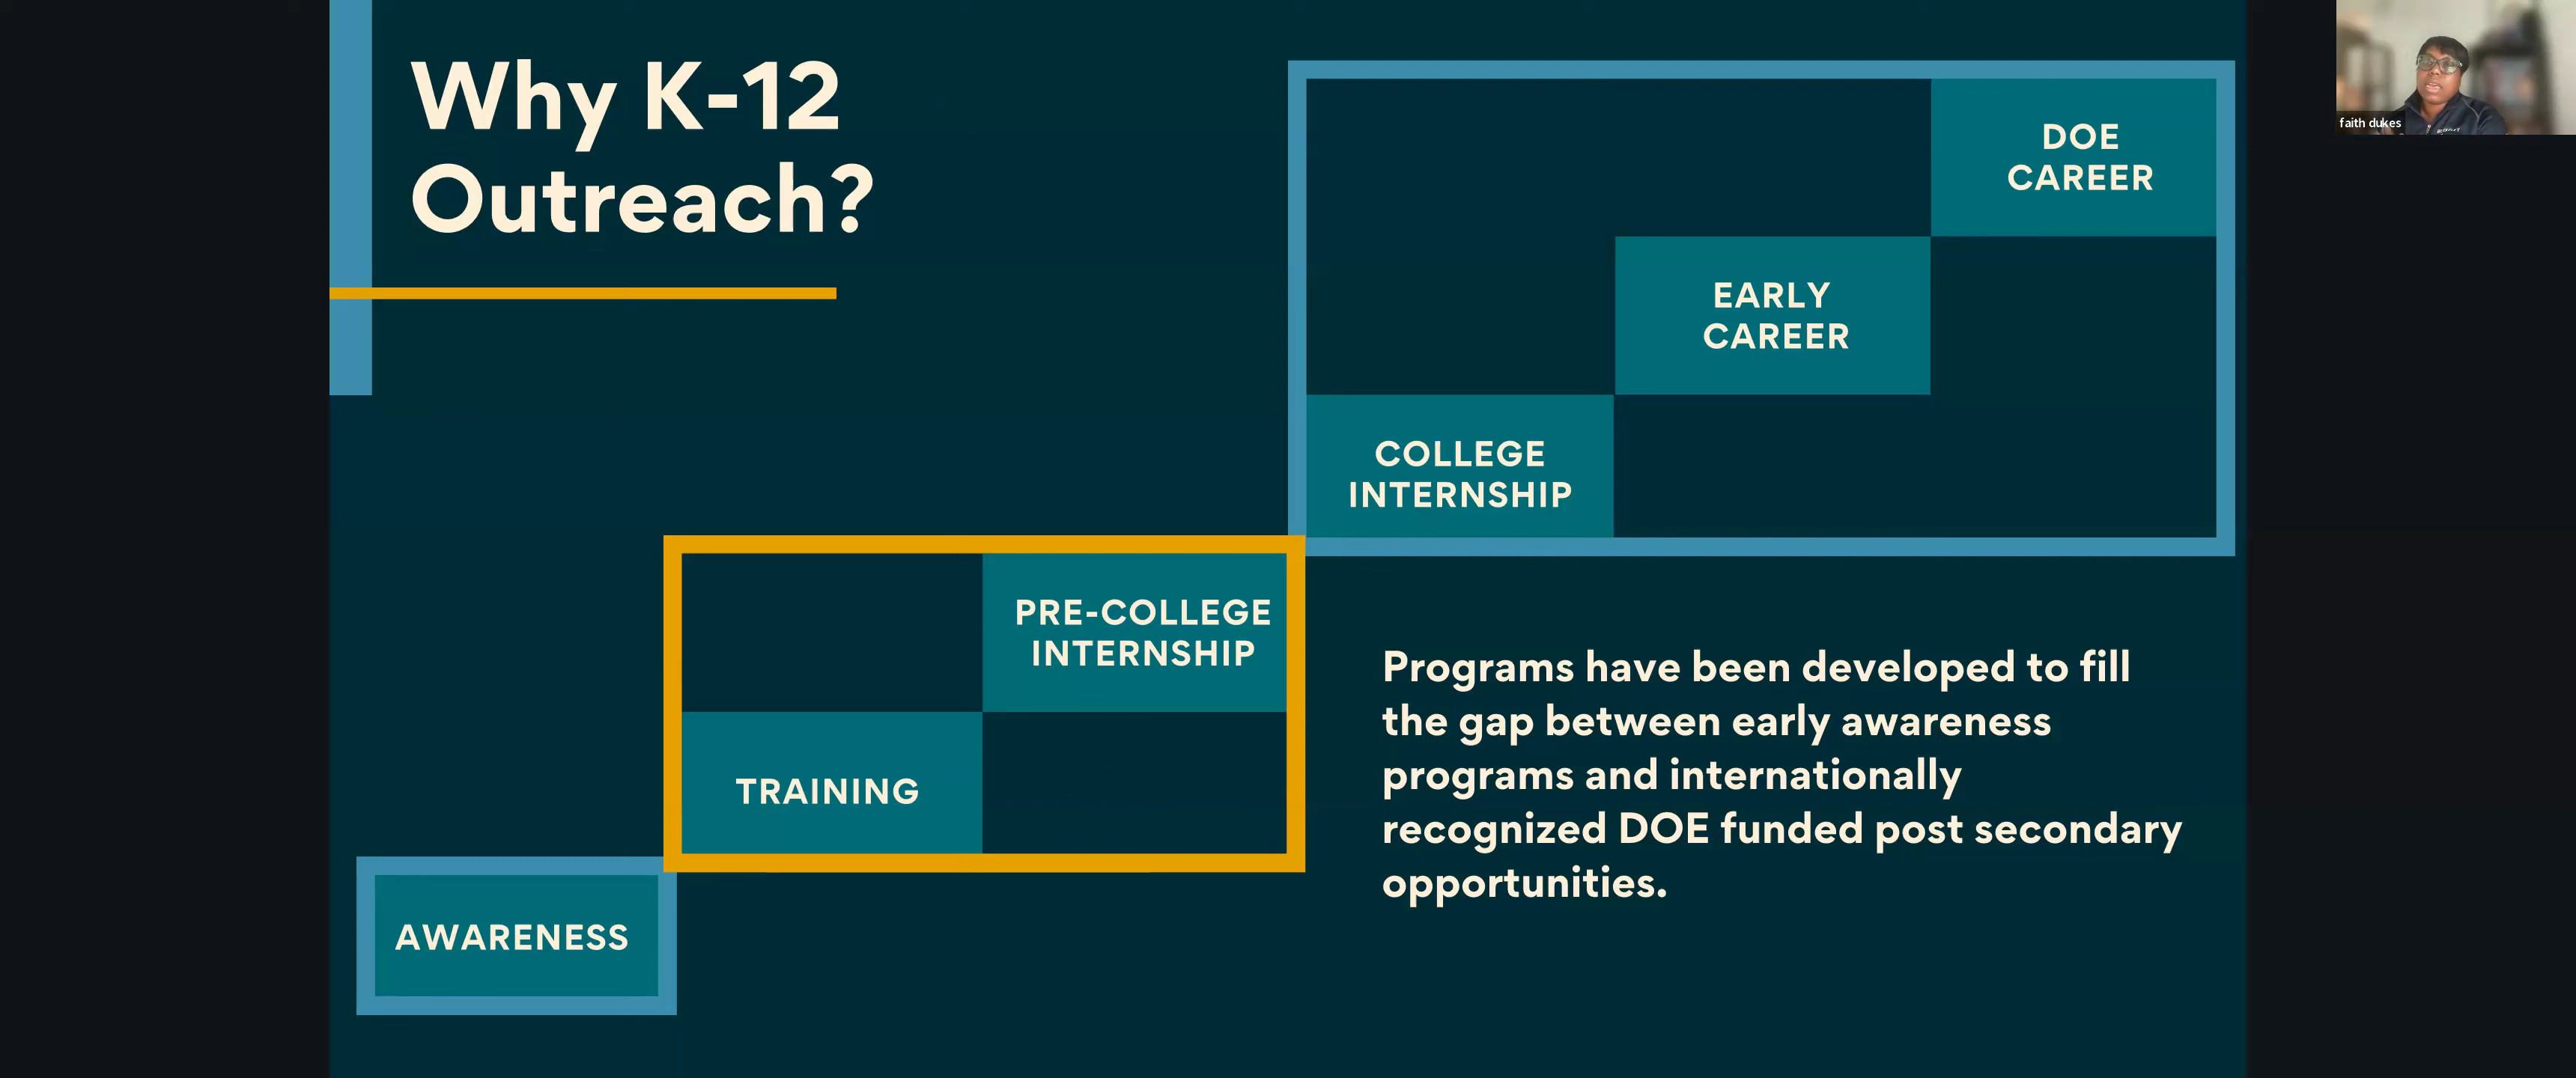 Why K-12
Outreach?
DOE
CAREER
EARLY
CAREER
COLLEGE
INTERNSHIP
PRE-COLLEGE
INTERNSHIP
TRAINING
AWARENESS
Programs have been developed to fill
the gap between early awareness
programs and internationally
recognized DOE funded post secondary
opportunities.
faith dukes